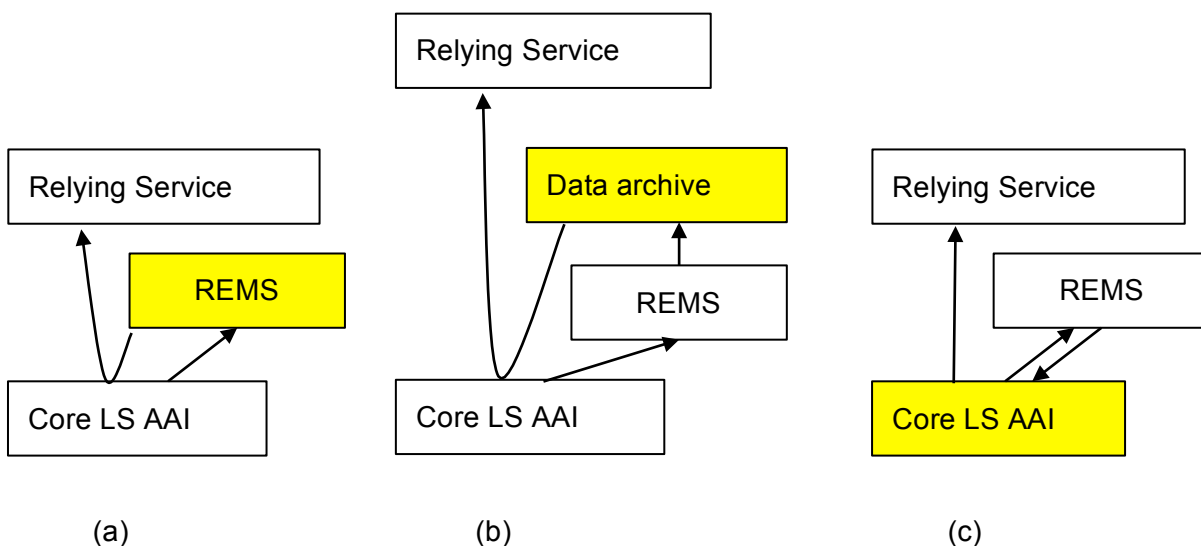 Relying Service
REMS
Core LS AAI
(a)
Relying Service
Data archive
REMS
Core LS AAI
(b)
Relying Service
REMS
Core LS AAI
(c)